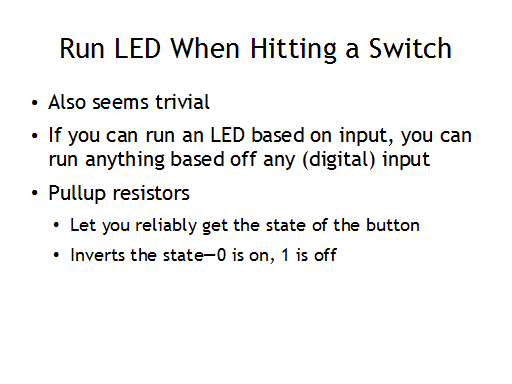 Run LED When Hitting a Switch
• Also seems trivial
• If you can run an LED based on input, you can
run anything based off any (digital) input
• Pullup resistors
• Let you reliably get the state of the button
• Inverts the state—0 is on, 1 is off